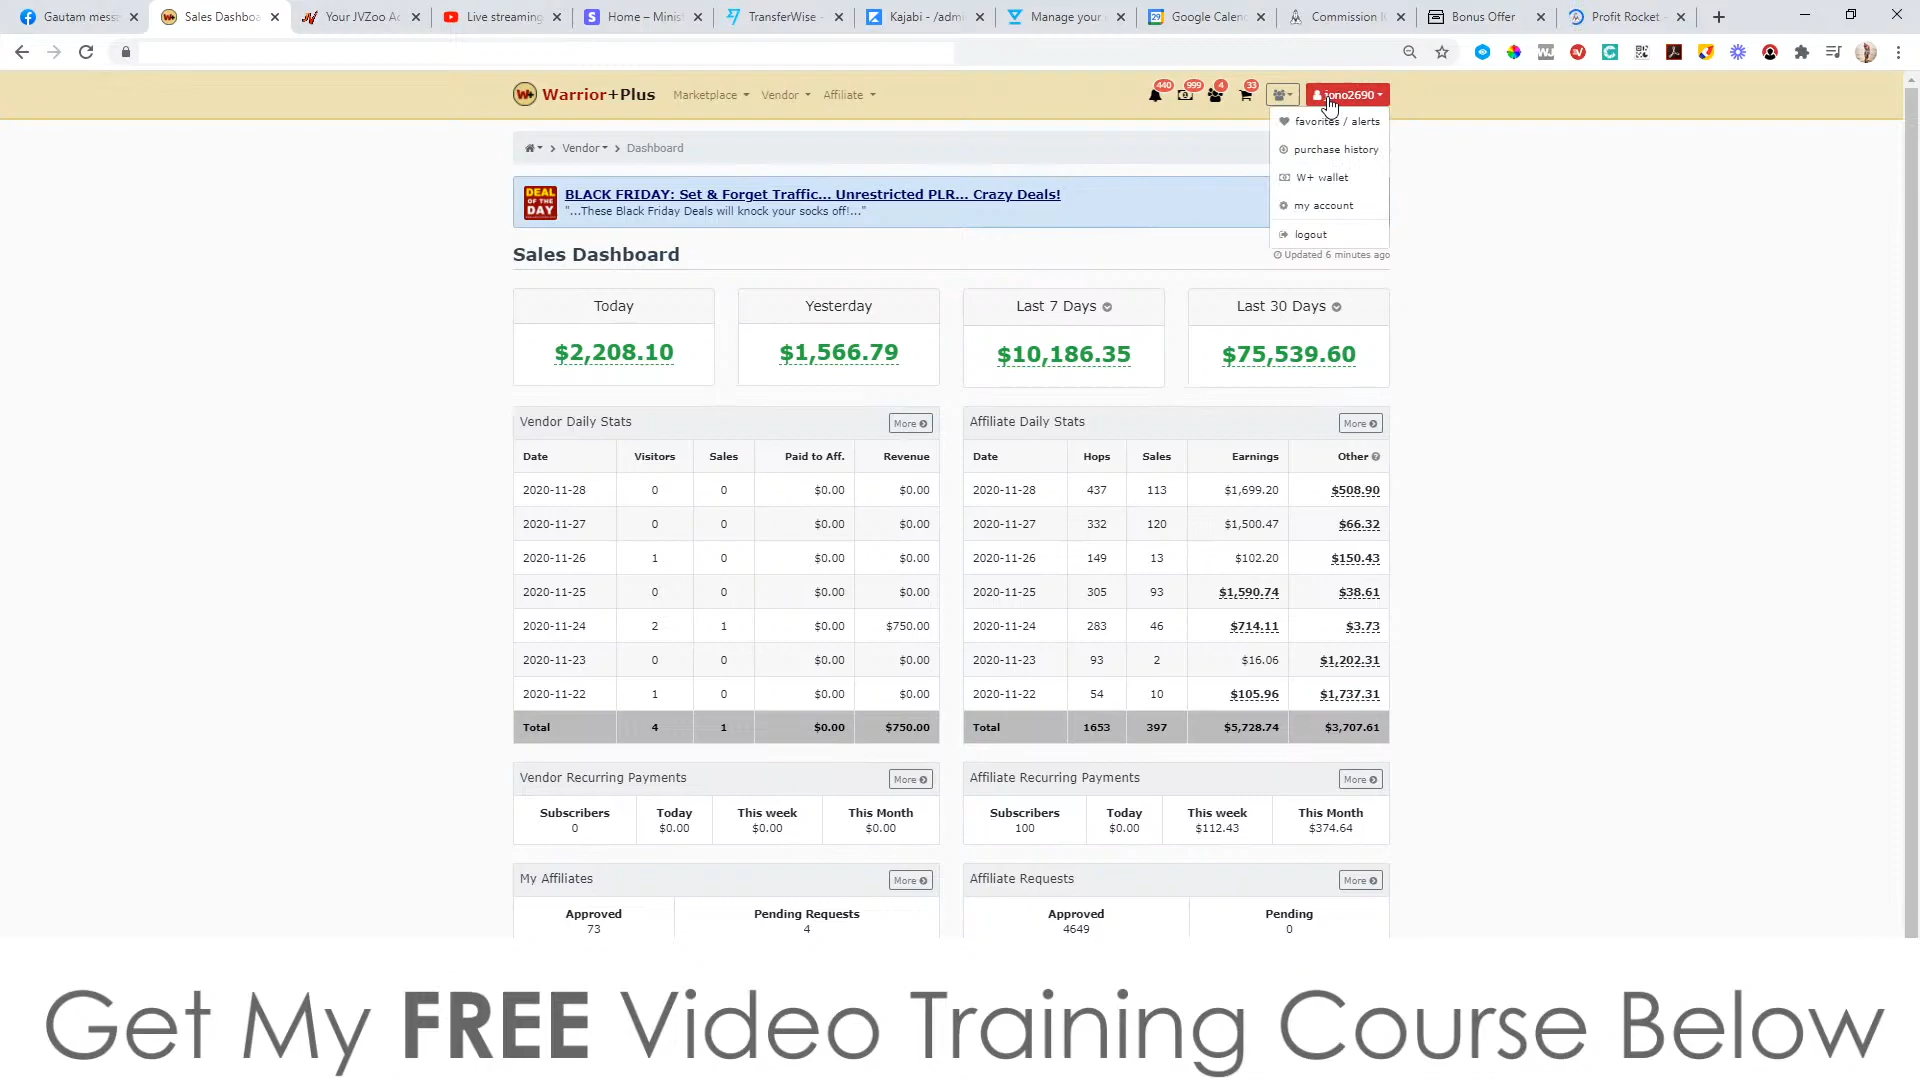 Gautam mess
Sales Dashboa
Your JVZoo Ac
Live streaming
Home – Minis
TransferWise -
Kajabi - /adm
Manage your
Google Calen
Commission
Bonus Offer
Profit Rocket
Warrior+Plus
Marketplace
Vendor
Affiliate
440
999
4
33
jono2690
favorites / alerts
purchase history
W+ wallet
my account
logout
Vendor
Dashboard
DEAL OF THE DAY
BLACK FRIDAY: Set & Forget Traffic... Unrestricted PLR... Crazy Deals!
"...These Black Friday Deals will knock your socks off!..."
Sales Dashboard
Updated 6 minutes ago
Today
Yesterday
Last 7 Days
Last 30 Days
$2,208.10
$1,566.79
$10,186.35
$75,539.60
Vendor Daily Stats
More
Date Visitors Sales Paid to Aff. Revenue
2020-11-28 0 0 $0.00 $0.00
2020-11-27 0 0 $0.00 $0.00
2020-11-26 1 0 $0.00 $0.00
2020-11-25 0 0 $0.00 $0.00
2020-11-24 2 1 $0.00 $750.00
2020-11-23 0 0 $0.00 $0.00
2020-11-22 1 0 $0.00 $0.00
Total 4 1 $0.00 $750.00
Affiliate Daily Stats
More
Date Hops Sales Earnings Other
2020-11-28 437 113 $1,699.20 $508.90
2020-11-27 332 120 $1,500.47 $66.32
2020-11-26 149 13 $102.20 $150.43
2020-11-25 305 93 $1,590.74 $38.61
2020-11-24 283 46 $714.11 $3.73
2020-11-23 93 2 $16.06 $1,202.31
2020-11-22 54 10 $105.96 $1,737.31
Total 1653 397 $5,728.74 $3,707.61
Vendor Recurring Payments
More
Subscribers Today This week This Month
0 $0.00 $0.00 $0.00
Affiliate Recurring Payments
More
Subscribers Today This week This Month
100 $0.00 $112.43 $374.64
My Affiliates
More
Approved Pending Requests
73 4
Affiliate Requests
More
Approved Pending
4649 0
Get My FREE Video Training Course Below